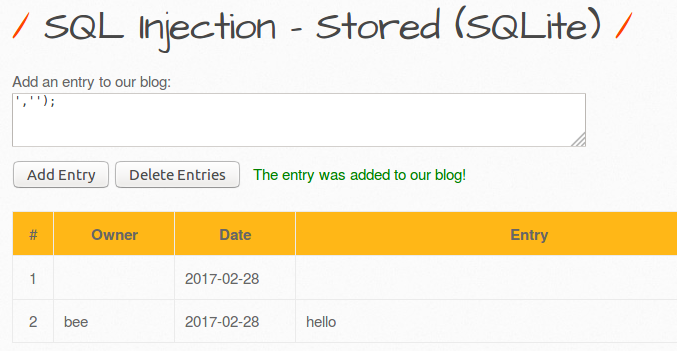 / SQL Injection - Stored (SQLite) /
Add an entry to our blog:
','');
Add Entry Delete Entries The entry was added to our blog!
# Owner Date Entry
1 2017-02-28
2 bee 2017-02-28 hello